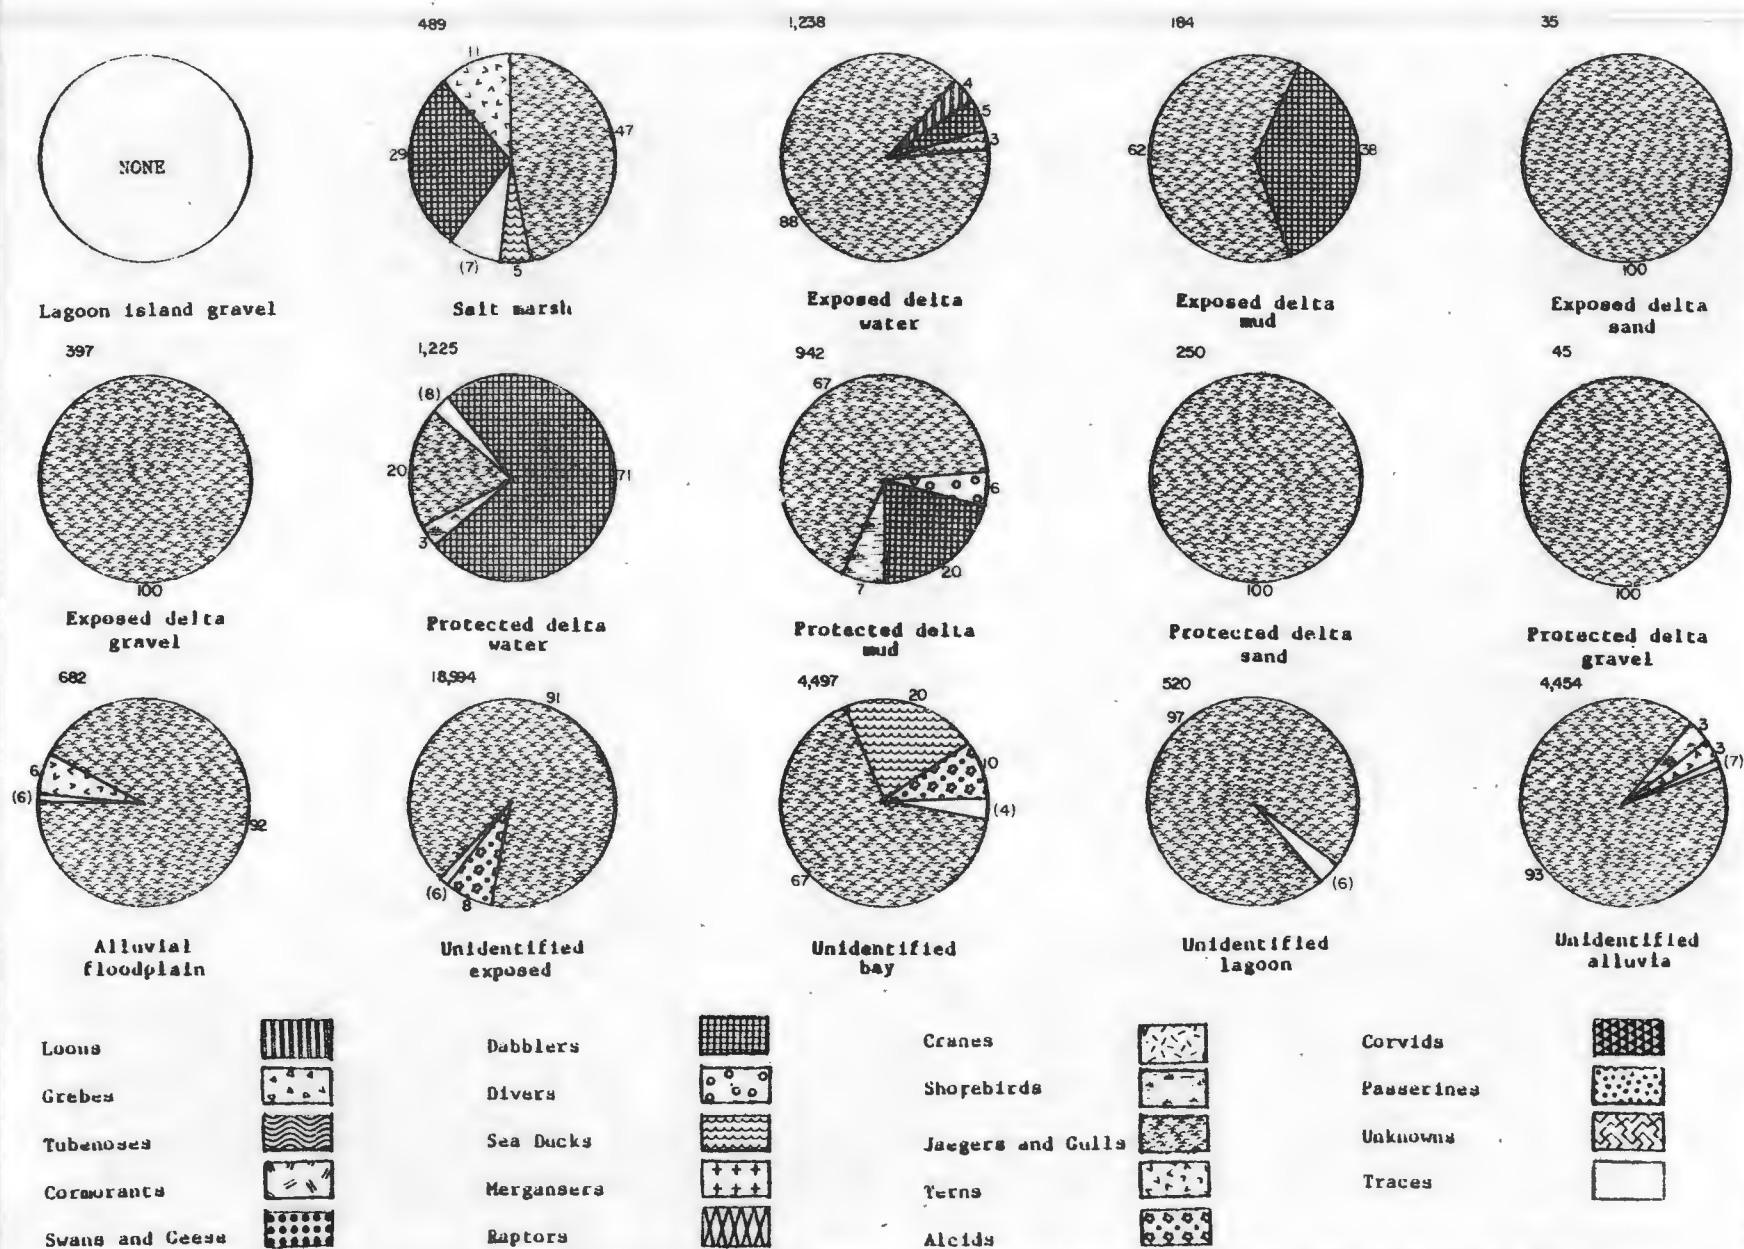 489
1,238
184
35
11
4
5
47
NONE
29
3
62
38
88
(7)
5
100
Lagoon island gravel
Salt marsh
Exposed delta
water
Exposed delta
mud
Exposed delta
sand
397
1,225
942
250
45
(8)
67
20
71
6
3
20
100
7
100
100
Exposed delta
gravel
Protected delta
water
Protected delta
mud
Protected delta
sand
Protected delta
gravel
682
18,994
4,497
520
4,454
91
20
97
3
3
6
10
(7)
(6)
(4)
92
67
(6)
93
(6)
8
Alluvial
floodplain
Unidentified
exposed
Unidentified
bay
Unidentified
lagoon
Unidentified
alluvia
Loons
Dabblers
Cranes
Corvids
Grebes
Divers
Shorebirds
Passerines
Tubenoses
Sea Ducks
Jaegers and Gulls
Unknowns
Cormorants
Mergansers
Terns
Traces
Swans and Geese
Raptors
Alcids